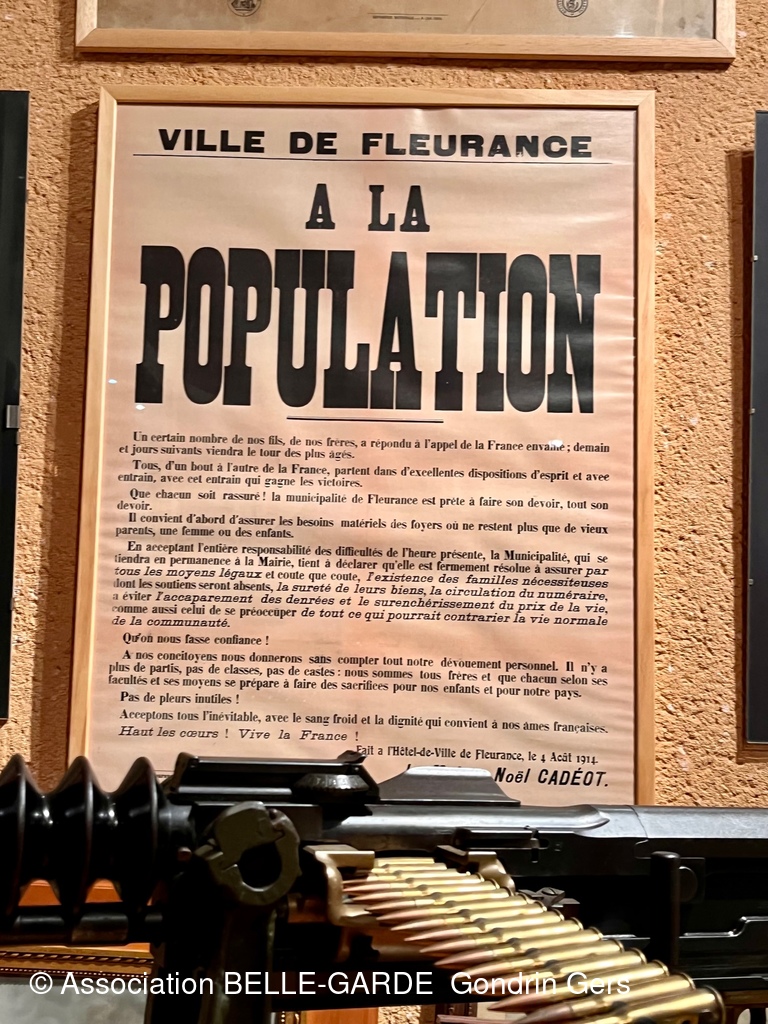 VILLE DE FLEURANCE
A LA
POPULATION
Un certain nombre de nos fils, de nos frères, a répondu à l'appel de la France envahie ; demain
et jours suivants viendra le tour des plus âgés.
Tous, d'un bout à l'autre de la France, partent dans d'excellentes dispositions d'esprit et avec
entrain, avec cet entrain qui gagne les victoires.
Que chacun soit rassuré ! la municipalité de Fleurance est prête à faire son devoir, tout son
devoir.
Il convient d'abord d'assurer les besoins matériels des foyers où ne restent plus que de vieux
parents, une femme ou des enfants.
En acceptant l'entière responsabilité des difficultés de l'heure présente, la Municipalité, qui se
tiendra en permanence à la Mairie, tient à déclarer qu'elle est fermement résolue à assurer par
tous les moyens légaux et coute que coute, l'existence des familles nécessiteuses
dont les soutiens seront absents, la sureté de leurs biens, la circulation du numéraire,
a éviter l'accaparement des denrées et le surenchérissement du prix de la vie,
comme aussi celui de se préoccuper de tout ce qui pourrait contrarier la vie normale
de la communauté.
Qu'on nous fasse confiance !
A nos concitoyens nous donnerons sans compter tout notre dévouement personnel. Il n'y a
plus de partis, pas de classes, pas de castes : nous sommes tous frères et que chacun selon ses
facultés et ses moyens se prépare à faire des sacrifices pour nos enfants et pour notre pays.
Pas de pleurs inutiles !
Acceptons tous l'inévitable, avec le sang froid et la dignité qui convient à nos âmes françaises.
Haut les cœurs ! Vive la France !
Fait a l'Hôtel-de-Ville de Fleurance, le 4 Août 1914.
Noël CADÉOT.
© Association BELLE-GARDE Gondrin Gers